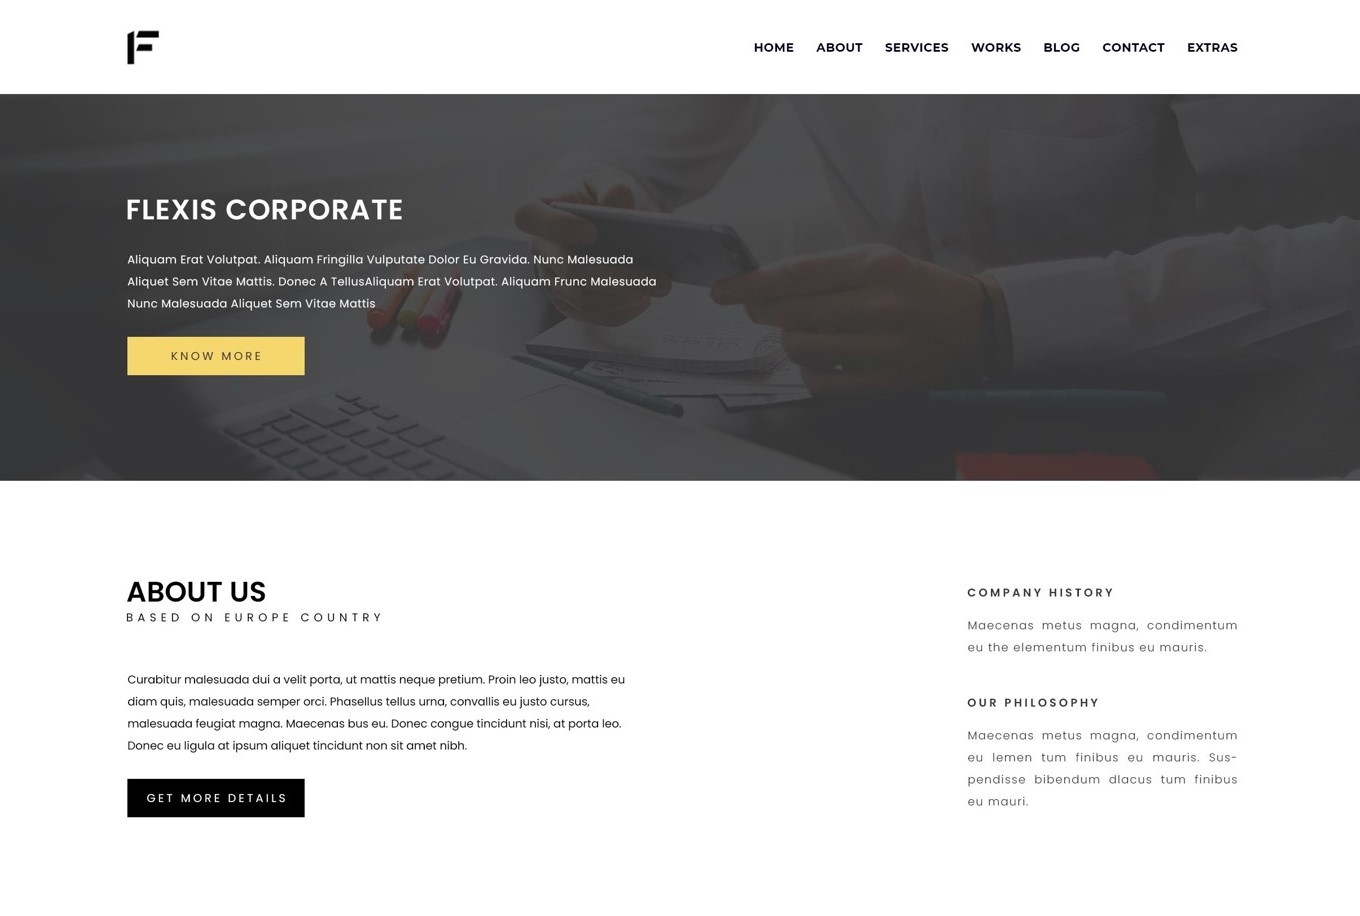 F
HOME ABOUT SERVICES WORKS BLOG CONTACT EXTRAS
FLEXIS CORPORATE
Aliquam Erat Volutpat. Aliquam Fringilla Vulputate Dolor Eu Gravida. Nunc Malesuada
Aliquet Sem Vitae Mattis. Donec A TellusAliquam Erat Volutpat. Aliquam Frunc Malesuada
Nunc Malesuada Aliquet Sem Vitae Mattis
KNOW MORE
ABOUT US
BASED ON EUROPE COUNTRY
Curabitur malesuada dui a velit porta, ut mattis neque pretium. Proin leo justo, mattis eu
diam quis, malesuada semper orci. Phasellus tellus urna, convallis eu justo cursus,
malesuada feugiat magna. Maecenas bus eu. Donec congue tincidunt nisi, at porta leo.
Donec eu ligula at ipsum aliquet tincidunt non sit amet nibh.
GET MORE DETAILS
COMPANY HISTORY
Maecenas metus magna, condimentum
eu the elementum finibus eu mauris.
OUR PHILOSOPHY
Maecenas metus magna, condimentum
eu lemen tum finibus eu mauris. Sus-
pendisse bibendum dlacus tum finibus
eu mauri.